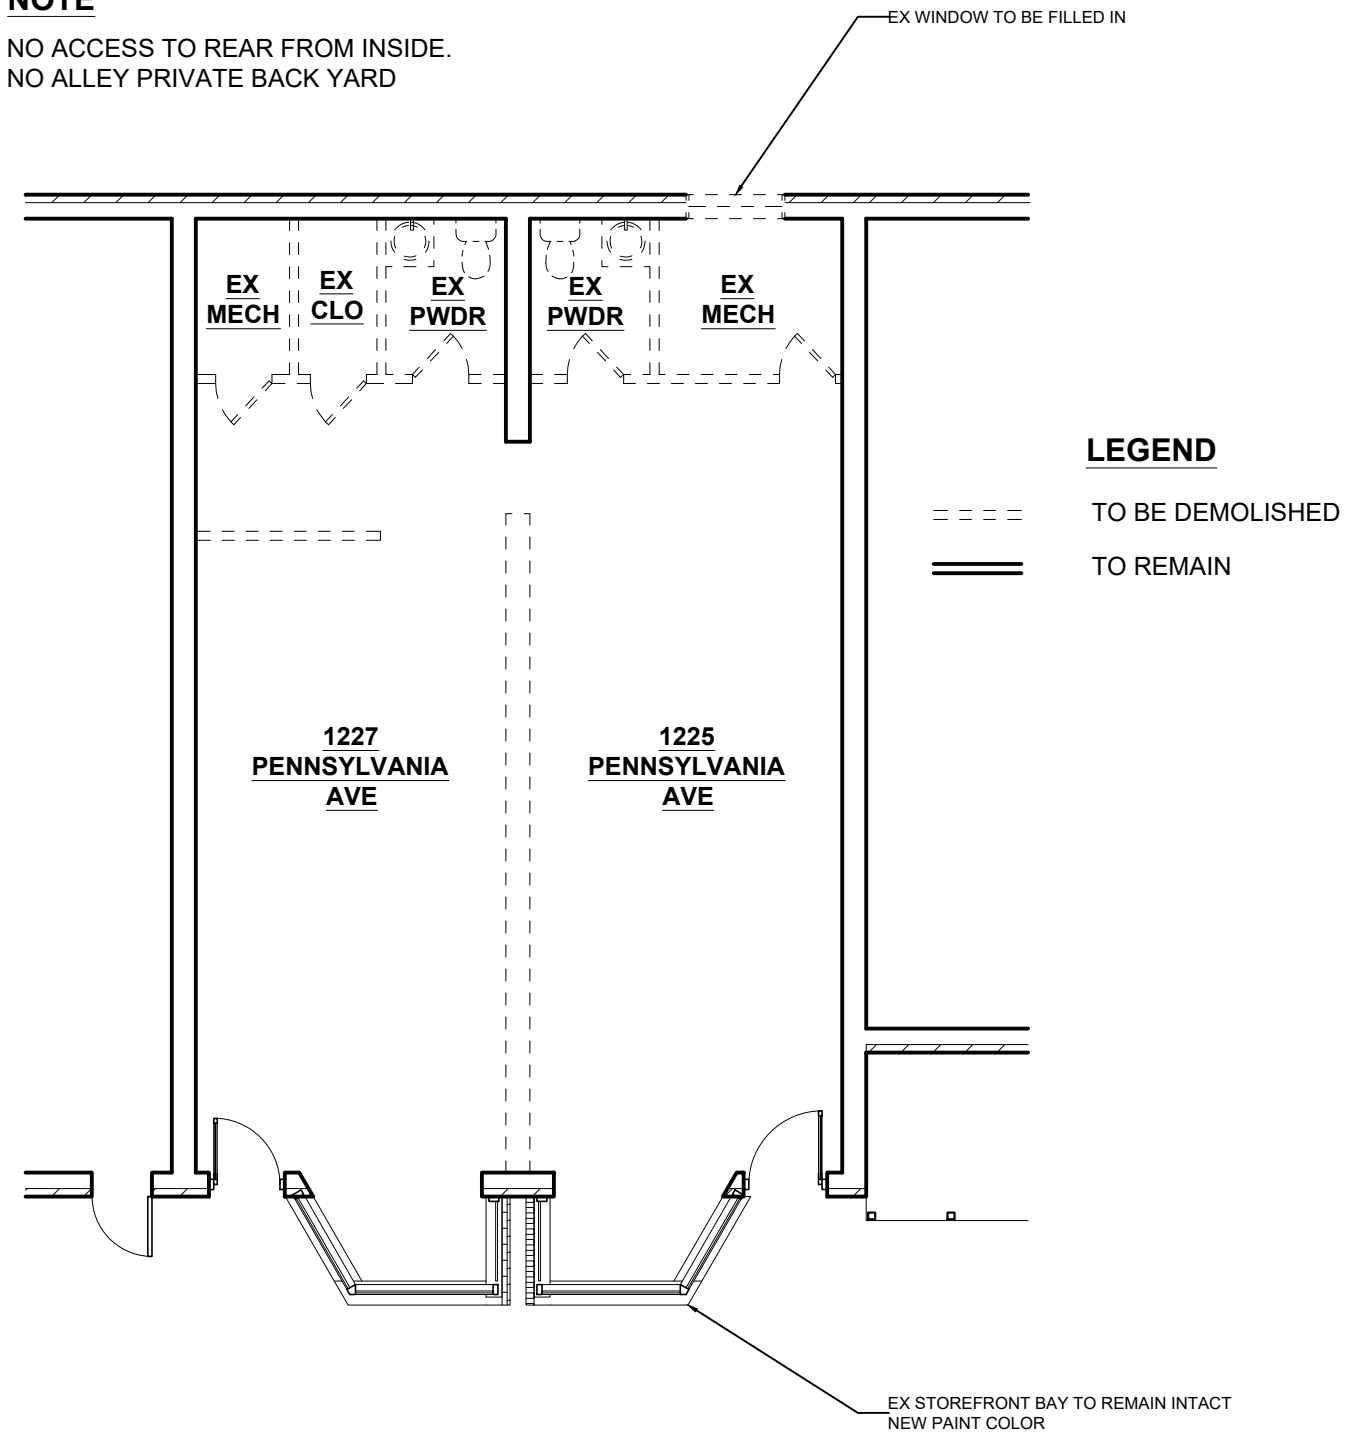 NOTE
NO ACCESS TO REAR FROM INSIDE.
NO ALLEY PRIVATE BACK YARD
EX WINDOW TO BE FILLED IN
EX
MECH
EX
CLO
EX
PWDR
EX
PWDR
EX
MECH
LEGEND
TO BE DEMOLISHED
TO REMAIN
1227
PENNSYLVANIA
AVE
1225
PENNSYLVANIA
AVE
EX STOREFRONT BAY TO REMAIN INTACT
NEW PAINT COLOR